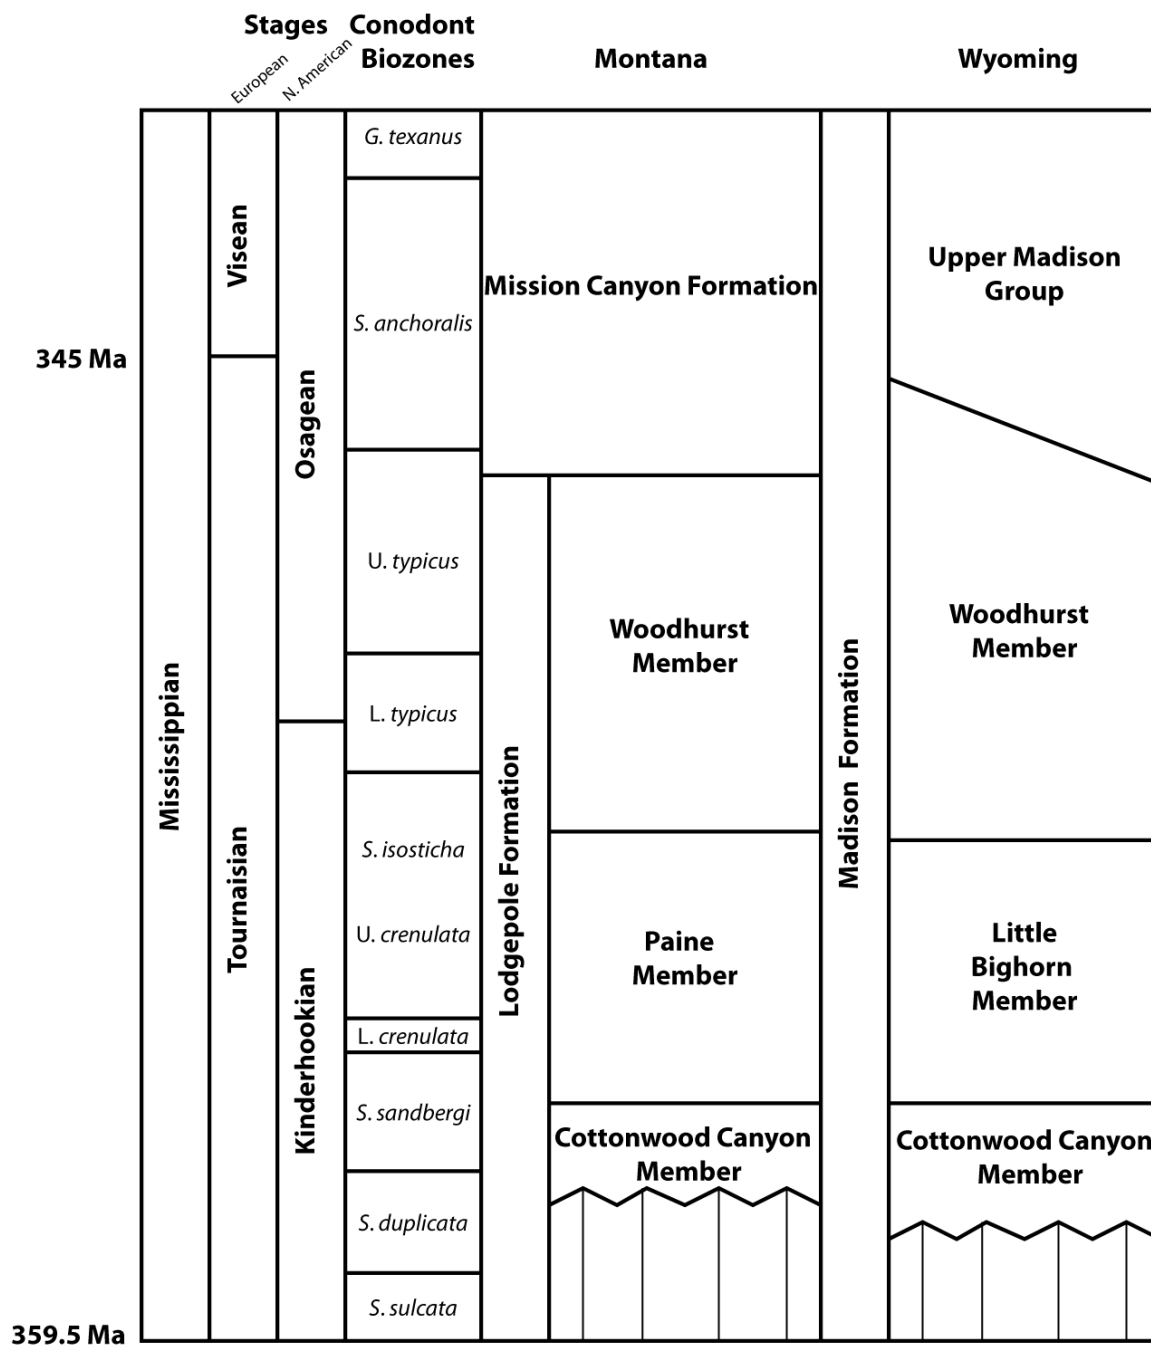 Stages
Conodont
Biozones
European
N. American
Montana
Wyoming
345 Ma
359.5 Ma
Mississippian
Visean
Tournaisian
Osagean
Kinderhookian
G. texanus
S. anchoralis
U. typicus
L. typicus
S. isosticha
U. crenulata
L. crenulata
S. sandbergi
S. duplicata
S. sulcata
Mission Canyon Formation
Lodgepole Formation
Woodhurst
Member
Paine
Member
Cottonwood Canyon
Member
Madison Formation
Upper Madison
Group
Woodhurst
Member
Little
Bighorn
Member
Cottonwood Canyon
Member